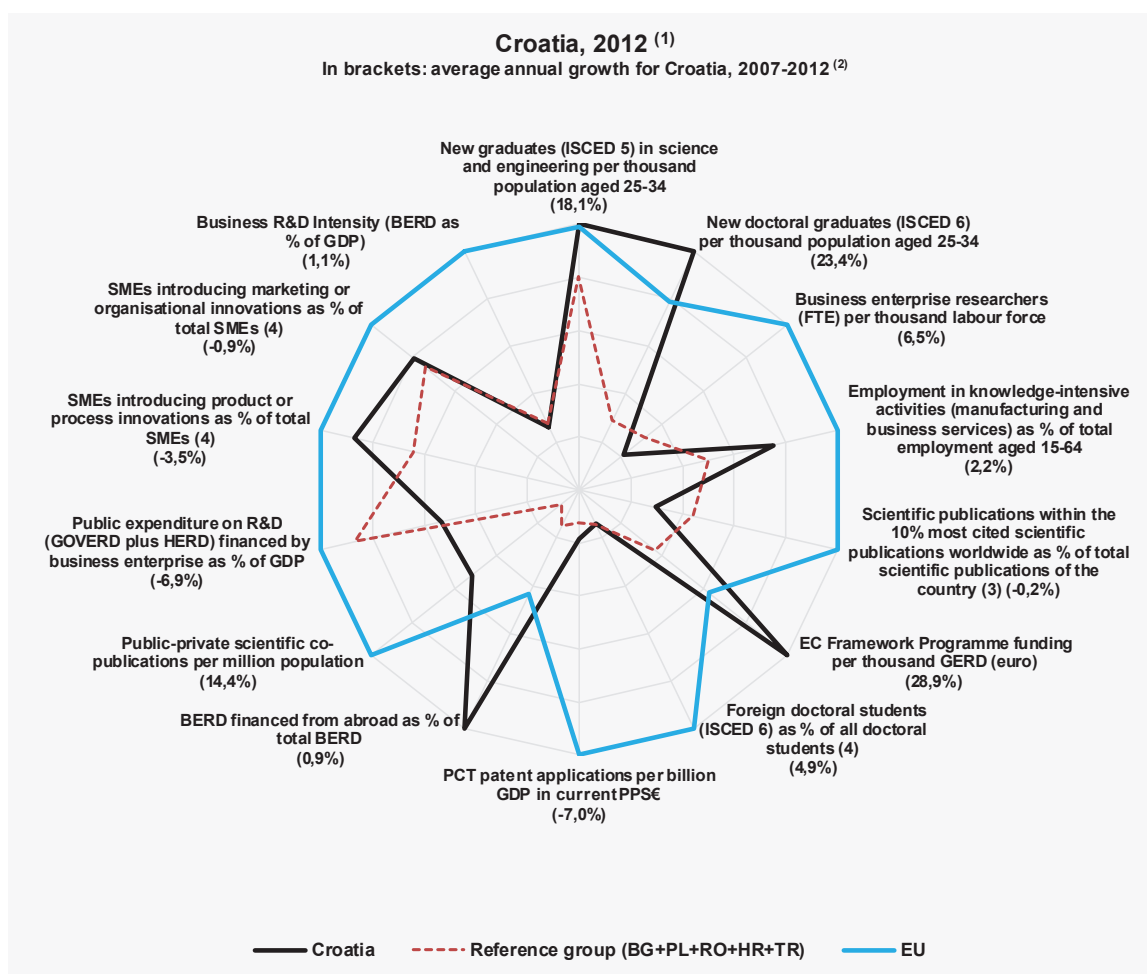 Croatia, 2012 (1)
In brackets: average annual growth for Croatia, 2007-2012 (2)
New graduates (ISCED 5) in science
and engineering per thousand
population aged 25-34
(18,1%)
New doctoral graduates (ISCED 6)
per thousand population aged 25-34
(23,4%)
Business enterprise researchers
(FTE) per thousand labour force
(6,5%)
Employment in knowledge-intensive
activities (manufacturing and
business services) as % of total
employment aged 15-64
(2,2%)
Scientific publications within the
10% most cited scientific
publications worldwide as % of total
scientific publications of the
country (3) (-0,2%)
EC Framework Programme funding
per thousand GERD (euro)
(28,9%)
Foreign doctoral students
(ISCED 6) as % of all doctoral
students (4)
(4,9%)
PCT patent applications per billion
GDP in current PPS€
(-7,0%)
BERD financed from abroad as % of
total BERD
(0,9%)
Public-private scientific co-
publications per million population
(14,4%)
Public expenditure on R&D
(GOVERD plus HERD) financed by
business enterprise as % of GDP
(-6,9%)
SMEs introducing product or
process innovations as % of total
SMEs (4)
(-3,5%)
SMEs introducing marketing or
organisational innovations as % of
total SMEs (4)
(-0,9%)
Business R&D Intensity (BERD as
% of GDP)
(1,1%)
Croatia
Reference group (BG+PL+RO+HR+TR)
EU